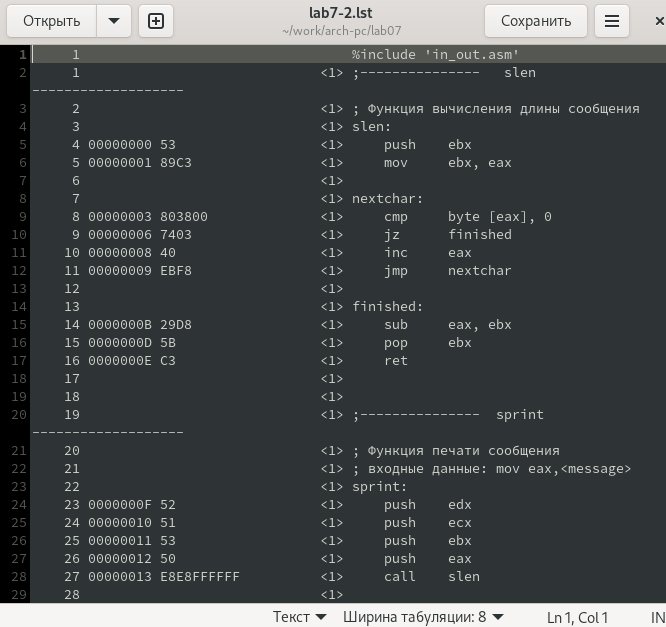 Открыть
lab7-2.lst
~/work/arch-pc/lab07
Сохранить
1 1 %include 'in_out.asm'
2 1 <1> ;--------------- slen
-------------------
3 2 <1> ; Функция вычисления длины сообщения
4 3 <1> slen:
5 4 00000000 53 <1> push ebx
6 5 00000001 89C3 <1> mov ebx, eax
7 6 <1>
8 7 <1> nextchar:
9 8 00000003 803800 <1> cmp byte [eax], 0
10 9 00000006 7403 <1> jz finished
11 10 00000008 40 <1> inc eax
12 11 00000009 EBF8 <1> jmp nextchar
13 12 <1>
14 13 <1> finished:
15 14 0000000B 29D8 <1> sub eax, ebx
16 15 0000000D 5B <1> pop ebx
17 16 0000000E C3 <1> ret
18 17 <1>
19 18 <1>
20 19 <1> ;--------------- sprint
-------------------
21 20 <1> ; Функция печати сообщения
22 21 <1> ; входные данные: mov eax,<message>
23 22 <1> sprint:
24 23 0000000F 52 <1> push edx
25 24 00000010 51 <1> push ecx
26 25 00000011 53 <1> push ebx
27 26 00000012 50 <1> push eax
28 27 00000013 E8E8FFFFFF <1> call slen
29 28 <1>
Текст Ширина табуляции: 8 Ln 1, Col 1 IN